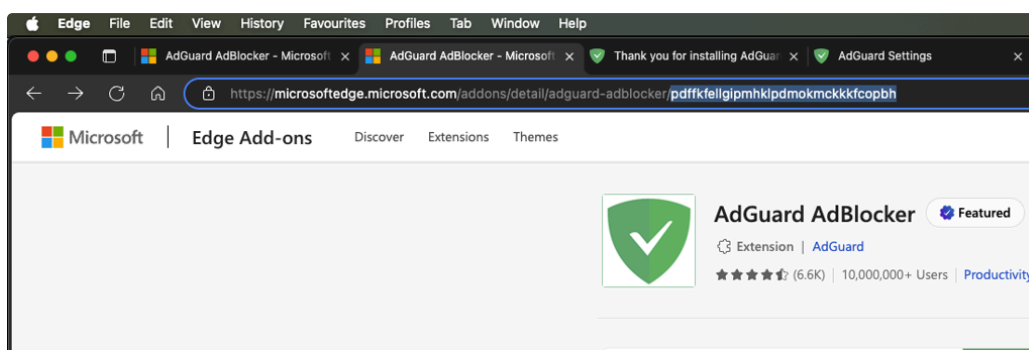 Edge File Edit View History Favourites Profiles Tab Window Help
AdGuard AdBlocker - Microsoft AdGuard AdBlocker - Microsoft Thank you for installing AdGuar AdGuard Settings
https://microsoftedge.microsoft.com/addons/detail/adguard-adblocker/pdffkfellgipmhklpdmokmckkkfcopbh
Microsoft Edge Add-ons Discover Extensions Themes
AdGuard AdBlocker Featured
Extension | AdGuard
(6.6K) | 10,000,000+ Users | Productivity